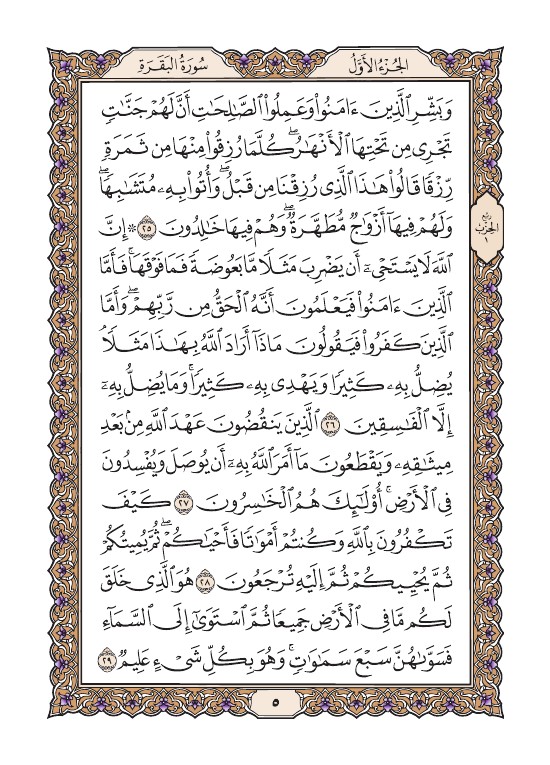 سُورَةُ البَقَرَةِ
الجُزْءُ الأَوَّلُ
وَبَشِّرِ ٱلَّذِينَ ءَامَنُوا۟ وَعَمِلُوا۟ ٱلصَّـٰلِحَـٰتِ أَنَّ لَهُمْ جَنَّـٰتٍ
تَجْرِى مِن تَحْتِهَا ٱلْأَنْهَـٰرُ ۖ كُلَّمَا رُزِقُوا۟ مِنْهَا مِن ثَمَرَةٍ
رِّزْقًا قَالُوا۟ هَـٰذَا ٱلَّذِى رُزِقْنَا مِن قَبْلُ ۖ وَأُتُوا۟ بِهِۦ مُتَشَـٰبِهًا ۖ
وَلَهُمْ فِيهَآ أَزْوَٰجٌ مُّطَهَّرَةٌ ۖ وَهُمْ فِيهَا خَـٰلِدُونَ ٢٥ ۞ إِنَّ
ٱللَّهَ لَا يَسْتَحْىِۦٓ أَن يَضْرِبَ مَثَلًا مَّا بَعُوضَةً فَمَا فَوْقَهَا ۚ فَأَمَّا
ٱلَّذِينَ ءَامَنُوا۟ فَيَعْلَمُونَ أَنَّهُ ٱلْحَقُّ مِن رَّبِّهِمْ ۖ وَأَمَّا
ٱلَّذِينَ كَفَرُوا۟ فَيَقُولُونَ مَاذَآ أَرَادَ ٱللَّهُ بِهَـٰذَا مَثَلًا ۘ
يُضِلُّ بِهِۦ كَثِيرًا وَيَهْدِى بِهِۦ كَثِيرًا ۚ وَمَا يُضِلُّ بِهِۦٓ
إِلَّا ٱلْفَـٰسِقِينَ ٢٦ ٱلَّذِينَ يَنقُضُونَ عَهْدَ ٱللَّهِ مِنۢ بَعْدِ
مِيثَـٰقِهِۦ وَيَقْطَعُونَ مَآ أَمَرَ ٱللَّهُ بِهِۦٓ أَن يُوصَلَ وَيُفْسِدُونَ
فِى ٱلْأَرْضِ ۚ أُو۟لَـٰٓئِكَ هُمُ ٱلْخَـٰسِرُونَ ٢٧ كَيْفَ
تَكْفُرُونَ بِٱللَّهِ وَكُنتُمْ أَمْوَٰتًا فَأَحْيَـٰكُمْ ۖ ثُمَّ يُمِيتُكُمْ
ثُمَّ يُحْيِيكُمْ ثُمَّ إِلَيْهِ تُرْجَعُونَ ٢٨ هُوَ ٱلَّذِى خَلَقَ
لَكُم مَّا فِى ٱلْأَرْضِ جَمِيعًا ثُمَّ ٱسْتَوَىٰٓ إِلَى ٱلسَّمَآءِ
فَسَوَّىٰهُنَّ سَبْعَ سَمَـٰوَٰتٍ ۚ وَهُوَ بِكُلِّ شَىْءٍ عَلِيمٌ ٢٩
ربع
الحزب
١
٥